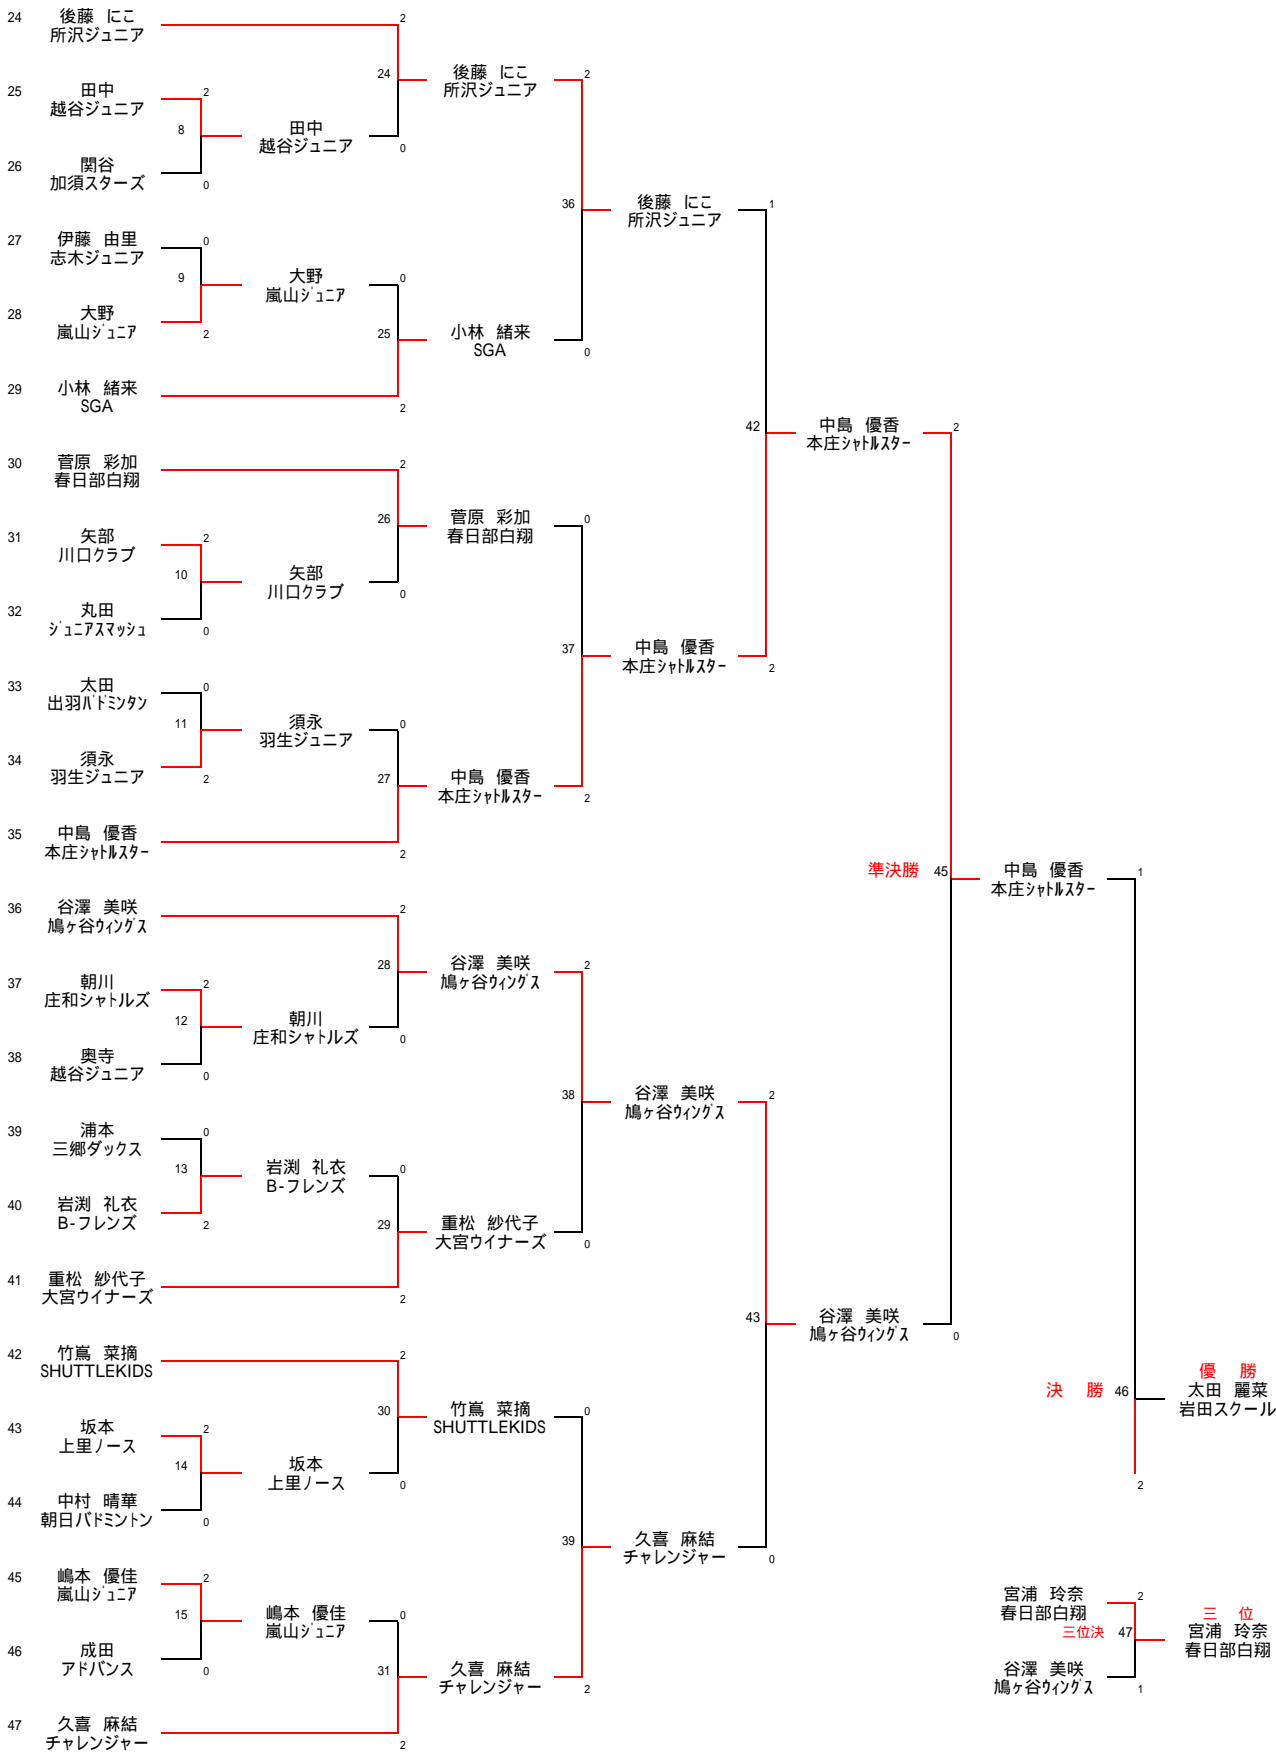 24 後藤 にこ
所沢ジュニア
2
24
後藤 にこ
所沢ジュニア
2
25 田中
越谷ジュニア
2
8
田中
越谷ジュニア
0
26 関谷
加須スターズ
0
36
後藤 にこ
所沢ジュニア
1
27 伊藤 由里
志木ジュニア
0
9
大野
嵐山ジュニア
0
28 大野
嵐山ジュニア
2
25
小林 緒来
SGA
0
29 小林 緒来
SGA
2
42
中島 優香
本庄シャトルスター
2
30 菅原 彩加
春日部白翔
2
26
菅原 彩加
春日部白翔
0
31 矢部
川口クラブ
2
10
矢部
川口クラブ
0
32 丸田
ジュニアスマッシュ
0
37
中島 優香
本庄シャトルスター
2
33 太田
出羽バドミンタン
0
11
須永
羽生ジュニア
0
34 須永
羽生ジュニア
2
27
中島 優香
本庄シャトルスター
2
35 中島 優香
本庄シャトルスター
2
準決勝 45
中島 優香
本庄シャトルスター
1
36 谷澤 美咲
鳩ヶ谷ウィングス
2
28
谷澤 美咲
鳩ヶ谷ウィングス
2
37 朝川
庄和シャトルズ
2
12
朝川
庄和シャトルズ
0
38 奥寺
越谷ジュニア
0
38
谷澤 美咲
鳩ヶ谷ウィングス
2
39 浦本
三郷ダックス
0
13
岩渕 礼衣
B-フレンズ
0
40 岩渕 礼衣
B-フレンズ
2
29
重松 紗代子
大宮ウイナーズ
0
41 重松 紗代子
大宮ウイナーズ
2
43
谷澤 美咲
鳩ヶ谷ウィングス
0
42 竹嶌 菜摘
SHUTTLEKIDS
2
30
竹嶌 菜摘
SHUTTLEKIDS
0
決 勝 46
優 勝
太田 麗菜
岩田スクール
2
43 坂本
上里ノース
2
14
坂本
上里ノース
0
44 中村 晴華
朝日バドミントン
0
39
久喜 麻結
チャレンジャー
0
45 嶋本 優佳
嵐山ジュニア
2
15
嶋本 優佳
嵐山ジュニア
0
46 成田
アドバンス
0
31
久喜 麻結
チャレンジャー
2
47 久喜 麻結
チャレンジャー
2
宮浦 玲奈
春日部白翔
2
三位決 47
三 位
宮浦 玲奈
春日部白翔
谷澤 美咲
鳩ヶ谷ウィングス
1